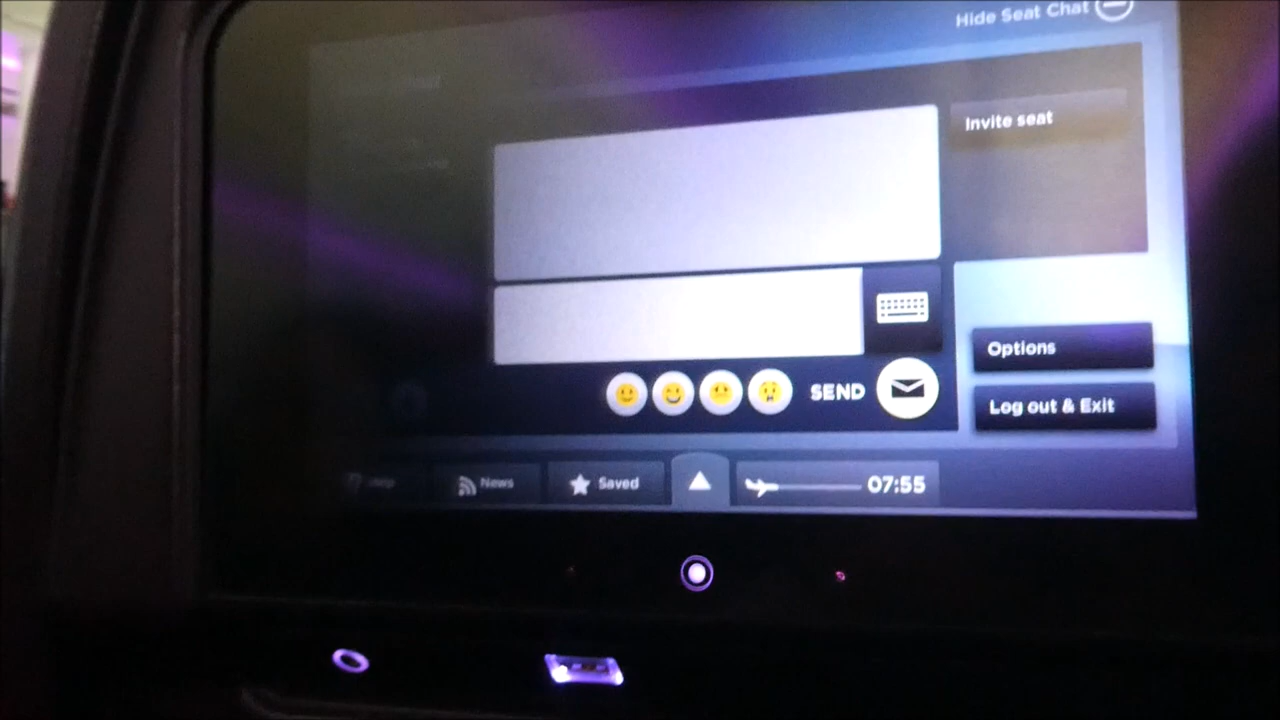 Hide Seat Chat
Invite seat
Options
SEND
Log out & Exit
News
Saved
07:55